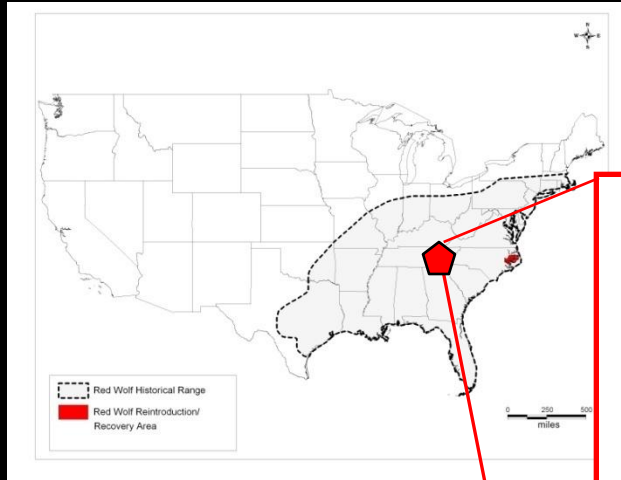 N
W E
S
Red Wolf Historical Range
Red Wolf Reintroduction/
Recovery Area
0 250 500
miles